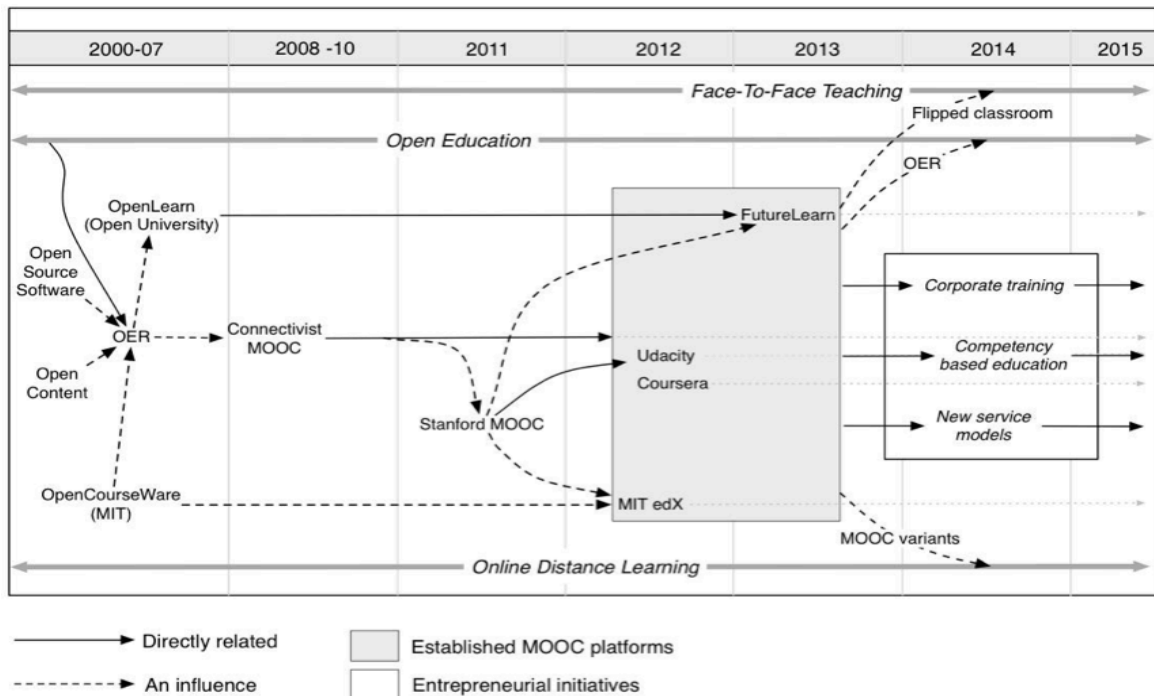 2000-07
2008 -10
2011
2012
2013
2014
2015
Face-To-Face Teaching
Flipped classroom
Open Education
OER
OpenLearn
(Open University)
FutureLearn
Open
Source
Software
Corporate training
OER
Connectivist
MOOC
Udacity
Competency
based education
Open
Content
Coursera
Stanford MOOC
New service
models
OpenCourseWare
(MIT)
MIT edX
MOOC variants
Online Distance Learning
Directly related
Established MOOC platforms
An influence
Entrepreneurial initiatives